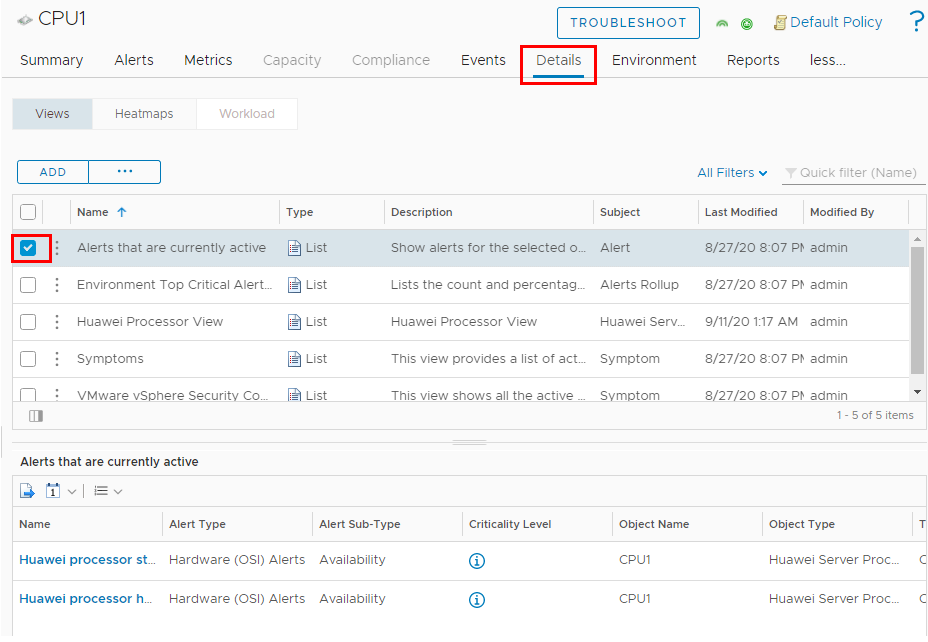 CPU1
TROUBLESHOOT
Default Policy
?
Summary Alerts Metrics Capacity Compliance Events Details Environment Reports less...
Views Heatmaps Workload
ADD ...
All Filters Quick filter (Name)
Name Type Description Subject Last Modified Modified By
Alerts that are currently active List Show alerts for the selected o... Alert 8/27/20 8:07 PM admin
Environment Top Critical Alert... List Lists the count and percentag... Alerts Rollup 8/27/20 8:07 PM admin
Huawei Processor View List Huawei Processor View Huawei Serv... 9/11/20 1:17 AM admin
Symptoms List This view provides a list of act... Symptom 8/27/20 8:07 PM admin
VMware vSphere Security Co... List This view shows all the active ... Symptom 8/27/20 8:07 PM admin
1 - 5 of 5 items
Alerts that are currently active
1
Name Alert Type Alert Sub-Type Criticality Level Object Name Object Type
Huawei processor st... Hardware (OSI) Alerts Availability CPU1 Huawei Server Proc...
Huawei processor h... Hardware (OSI) Alerts Availability CPU1 Huawei Server Proc...